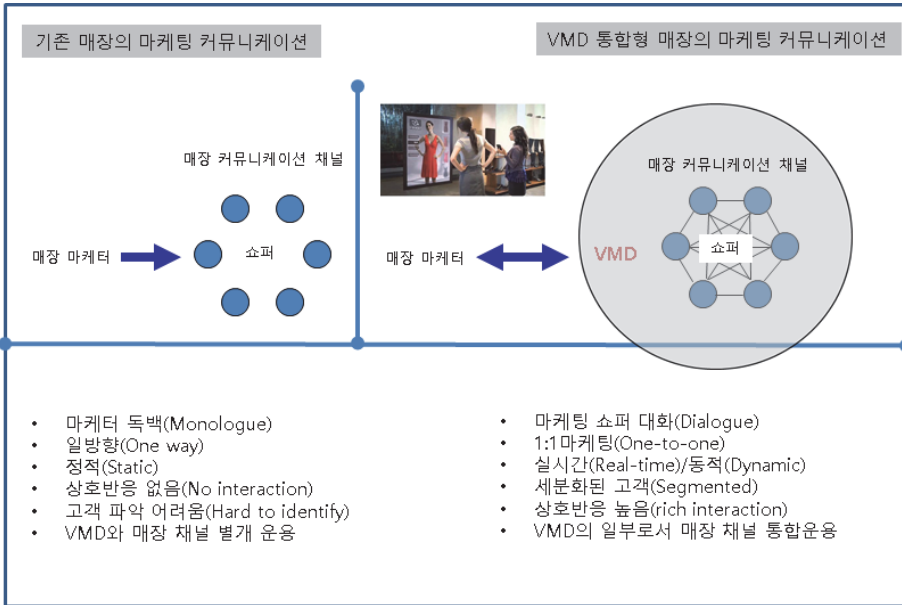 기존 매장의 마케팅 커뮤니케이션
매장 커뮤니케이션 채널
매장 마케터
쇼퍼
• 마케터 독백(Monologue)
• 일방향(One way)
• 정적(Static)
• 상호반응 없음(No interaction)
• 고객 파악 어려움(Hard to identify)
• VMD와 매장 채널 별개 운용
VMD 통합형 매장의 마케팅 커뮤니케이션
매장 커뮤니케이션 채널
매장 마케터
VMD
쇼퍼
• 마케팅 쇼퍼 대화(Dialogue)
• 1:1마케팅(One-to-one)
• 실시간(Real-time)/동적(Dynamic)
• 세분화된 고객(Segmented)
• 상호반응 높음(rich interaction)
• VMD의 일부로서 매장 채널 통합운용